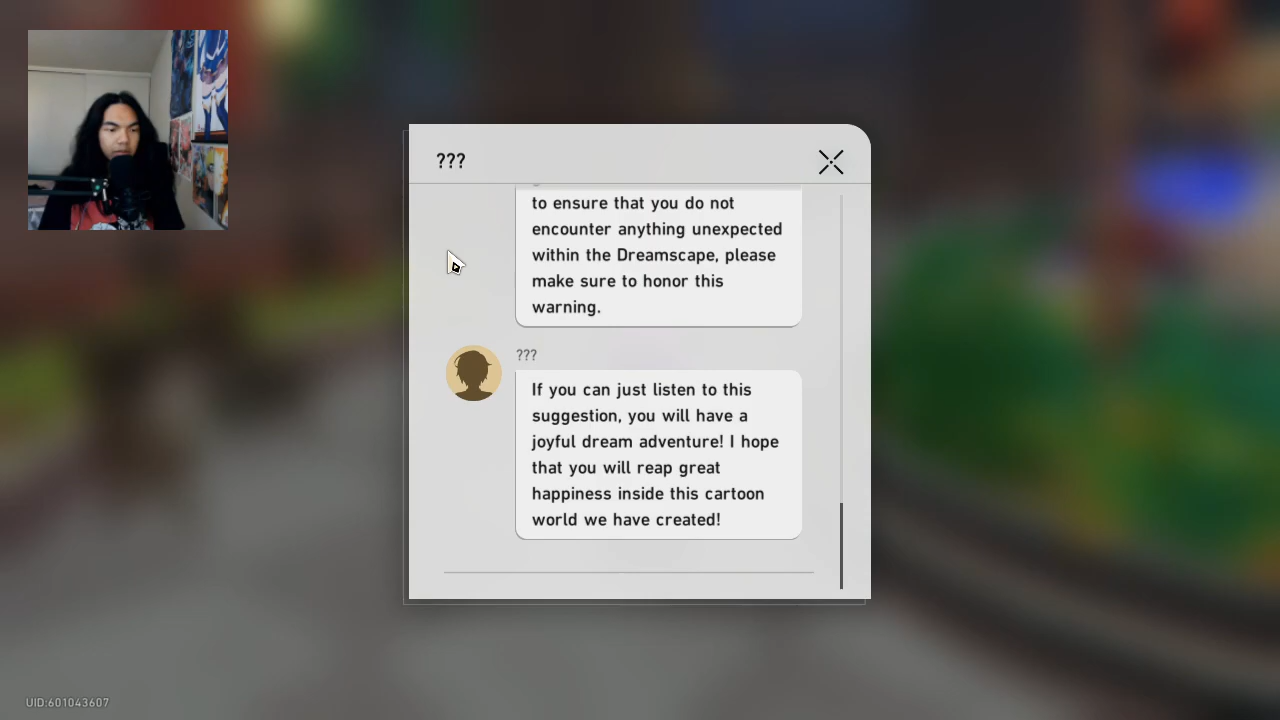 ???
to ensure that you do not
encounter anything unexpected
within the Dreamscape, please
make sure to honor this
warning.
???
If you can just listen to this
suggestion, you will have a
joyful dream adventure! I hope
that you will reap great
happiness inside this cartoon
world we have created!
UID:601043607